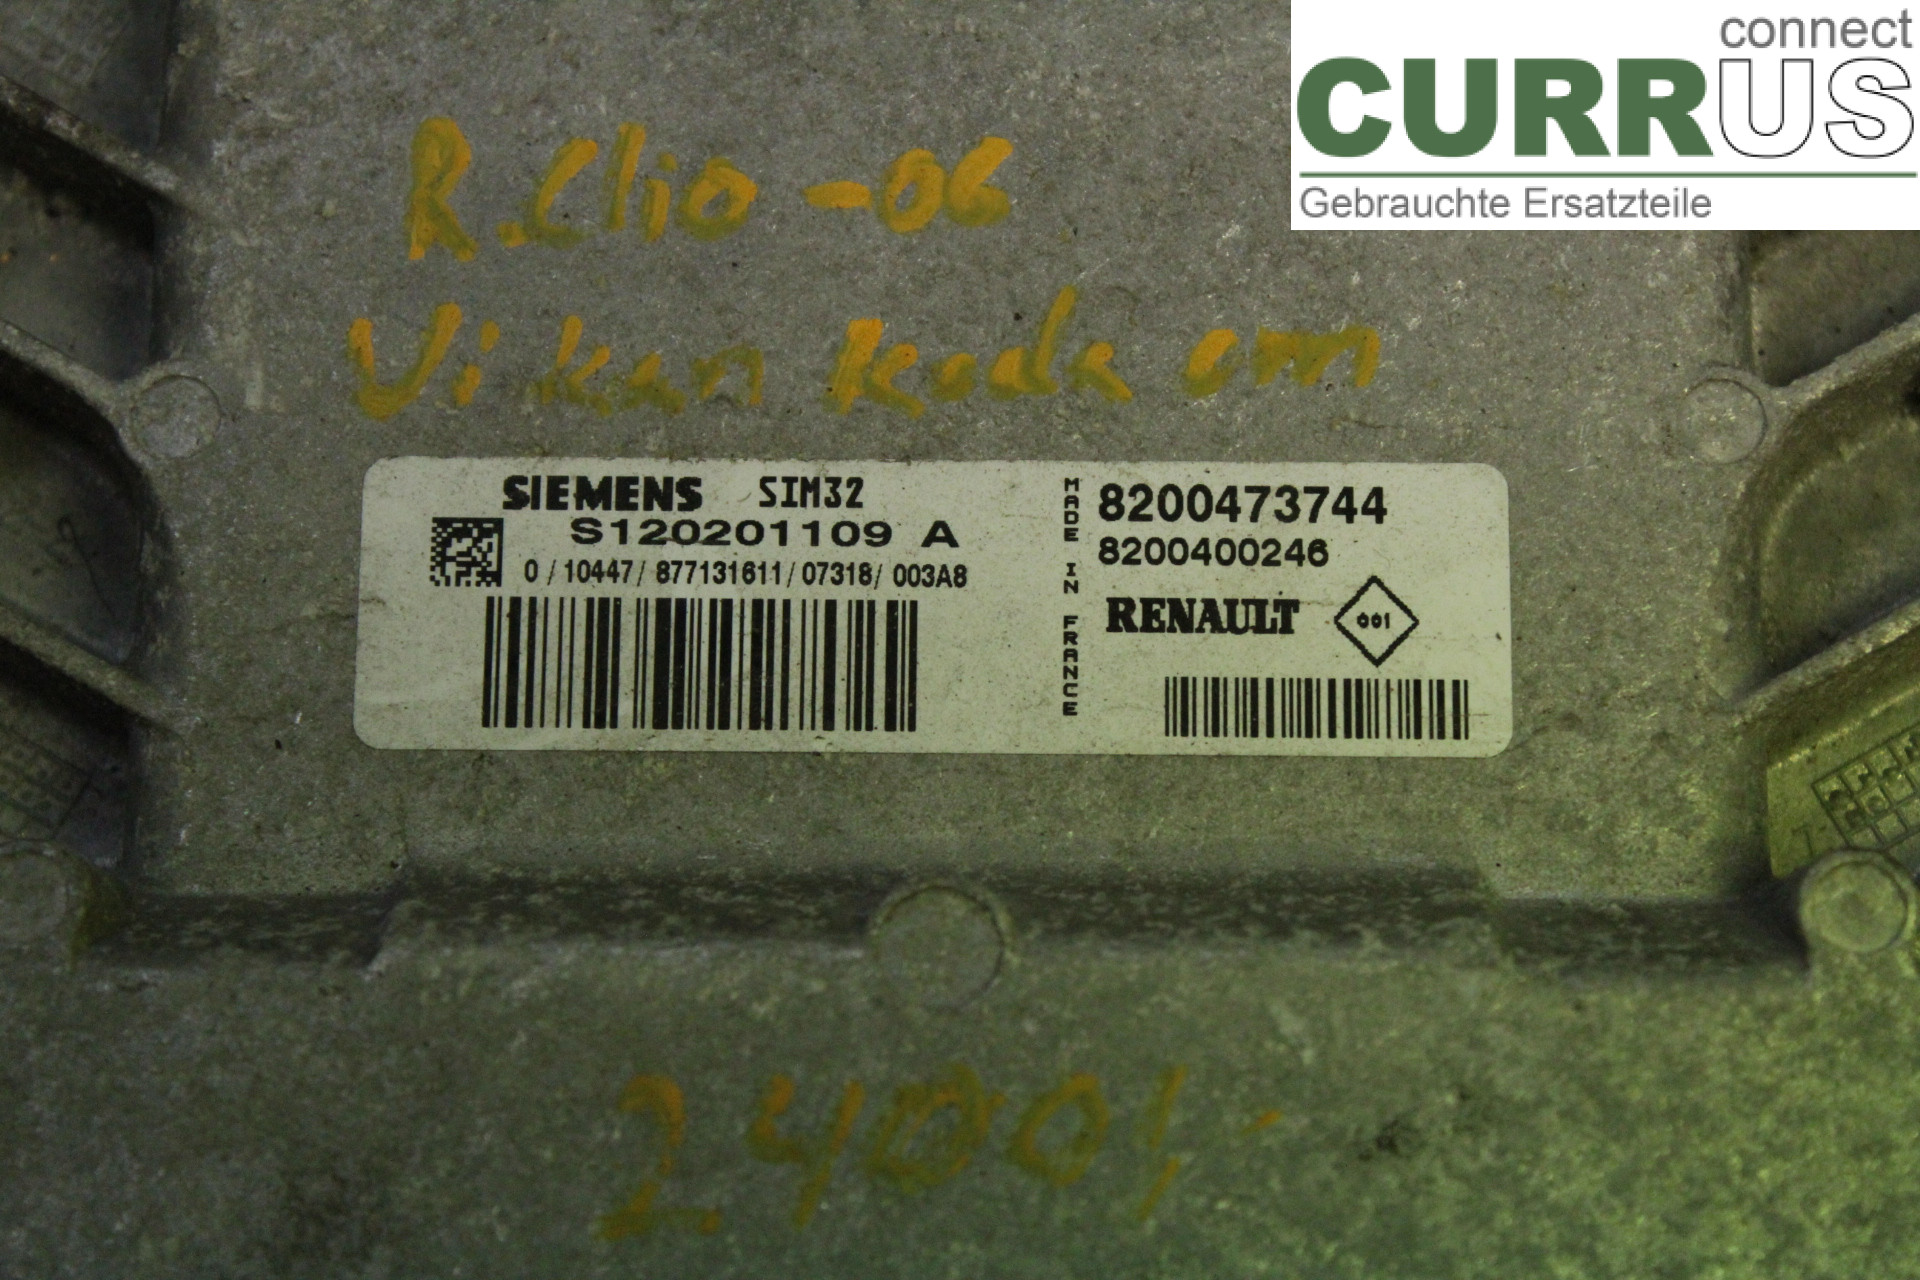 connect
CURRUS
Gebrauchte Ersatzteile
R.Clio -06
Vi kan koda om
SIEMENS SIM32
S120201109 A
0 / 10447 / 877131611 / 07318 / 003A8
MADE IN FRANCE
8200473744
8200400246
RENAULT 001